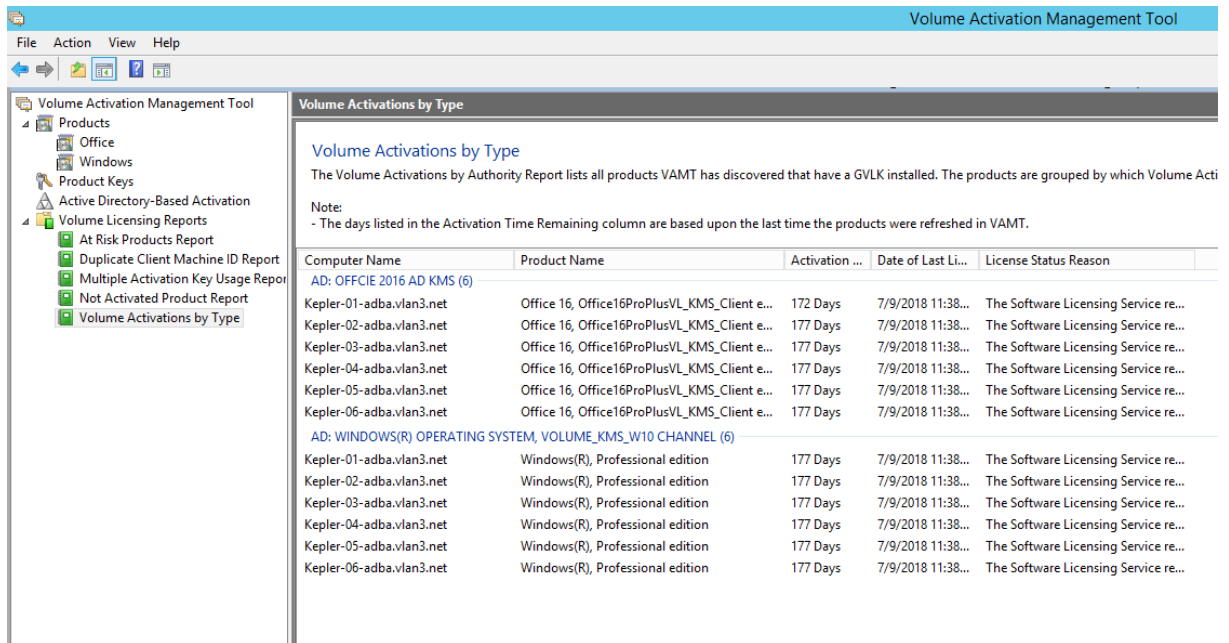 Volume Activation Management Tool
File Action View Help
Volume Activation Management Tool
Products
Office
Windows
Product Keys
Active Directory-Based Activation
Volume Licensing Reports
At Risk Products Report
Duplicate Client Machine ID Report
Multiple Activation Key Usage Repor
Not Activated Product Report
Volume Activations by Type
Volume Activations by Type
Volume Activations by Type
The Volume Activations by Authority Report lists all products VAMT has discovered that have a GVLK installed. The products are grouped by which Volume Acti
Note:
- The days listed in the Activation Time Remaining column are based upon the last time the products were refreshed in VAMT.
Computer Name Product Name Activation ... Date of Last Li... License Status Reason
AD: OFFCIE 2016 AD KMS (6)
Kepler-01-adba.vlan3.net Office 16, Office16ProPlusVL_KMS_Client e... 172 Days 7/9/2018 11:38... The Software Licensing Service re...
Kepler-02-adba.vlan3.net Office 16, Office16ProPlusVL_KMS_Client e... 177 Days 7/9/2018 11:38... The Software Licensing Service re...
Kepler-03-adba.vlan3.net Office 16, Office16ProPlusVL_KMS_Client e... 177 Days 7/9/2018 11:38... The Software Licensing Service re...
Kepler-04-adba.vlan3.net Office 16, Office16ProPlusVL_KMS_Client e... 177 Days 7/9/2018 11:38... The Software Licensing Service re...
Kepler-05-adba.vlan3.net Office 16, Office16ProPlusVL_KMS_Client e... 177 Days 7/9/2018 11:38... The Software Licensing Service re...
Kepler-06-adba.vlan3.net Office 16, Office16ProPlusVL_KMS_Client e... 177 Days 7/9/2018 11:38... The Software Licensing Service re...
AD: WINDOWS(R) OPERATING SYSTEM, VOLUME_KMS_W10 CHANNEL (6)
Kepler-01-adba.vlan3.net Windows(R), Professional edition 177 Days 7/9/2018 11:38... The Software Licensing Service re...
Kepler-02-adba.vlan3.net Windows(R), Professional edition 177 Days 7/9/2018 11:38... The Software Licensing Service re...
Kepler-03-adba.vlan3.net Windows(R), Professional edition 177 Days 7/9/2018 11:38... The Software Licensing Service re...
Kepler-04-adba.vlan3.net Windows(R), Professional edition 177 Days 7/9/2018 11:38... The Software Licensing Service re...
Kepler-05-adba.vlan3.net Windows(R), Professional edition 177 Days 7/9/2018 11:38... The Software Licensing Service re...
Kepler-06-adba.vlan3.net Windows(R), Professional edition 177 Days 7/9/2018 11:38... The Software Licensing Service re...